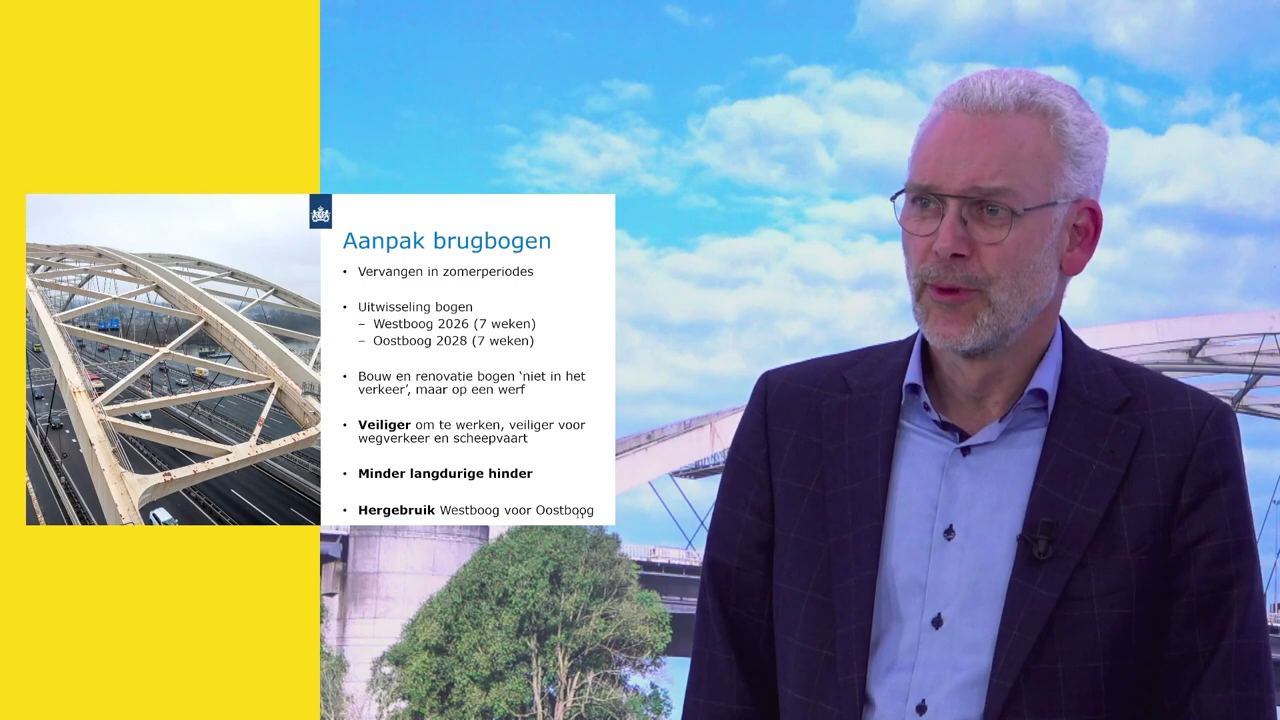 Aanpak brugbogen
• Vervangen in zomerperiodes
• Uitwisseling bogen
– Westboog 2026 (7 weken)
– Oostboog 2028 (7 weken)
• Bouw en renovatie bogen ‘niet in het
verkeer’, maar op een werf
• Veiliger om te werken, veiliger voor
wegverkeer en scheepvaart
• Minder langdurige hinder
• Hergebruik Westboog voor Oostboog